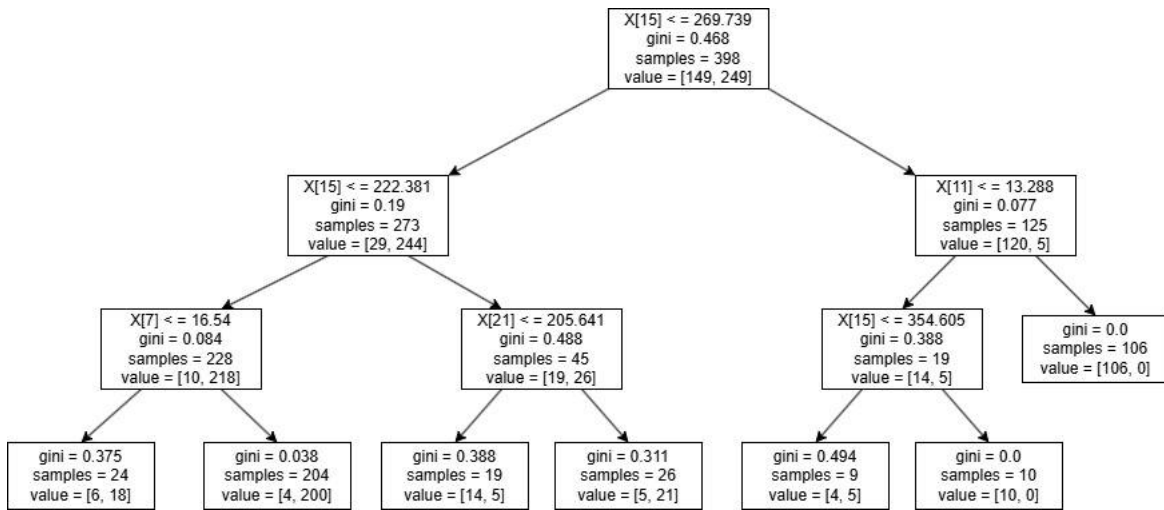 X[15] < = 269.739
gini = 0.468
samples = 398
value = [149, 249]
X[15] < = 222.381
gini = 0.19
samples = 273
value = [29, 244]
X[11] < = 13.288
gini = 0.077
samples = 125
value = [120, 5]
X[7] < = 16.54
gini = 0.084
samples = 228
value = [10, 218]
X[21] < = 205.641
gini = 0.488
samples = 45
value = [19, 26]
X[15] < = 354.605
gini = 0.388
samples = 19
value = [14, 5]
gini = 0.0
samples = 106
value = [106, 0]
gini = 0.375
samples = 24
value = [6, 18]
gini = 0.038
samples = 204
value = [4, 200]
gini = 0.388
samples = 19
value = [14, 5]
gini = 0.311
samples = 26
value = [5, 21]
gini = 0.494
samples = 9
value = [4, 5]
gini = 0.0
samples = 10
value = [10, 0]